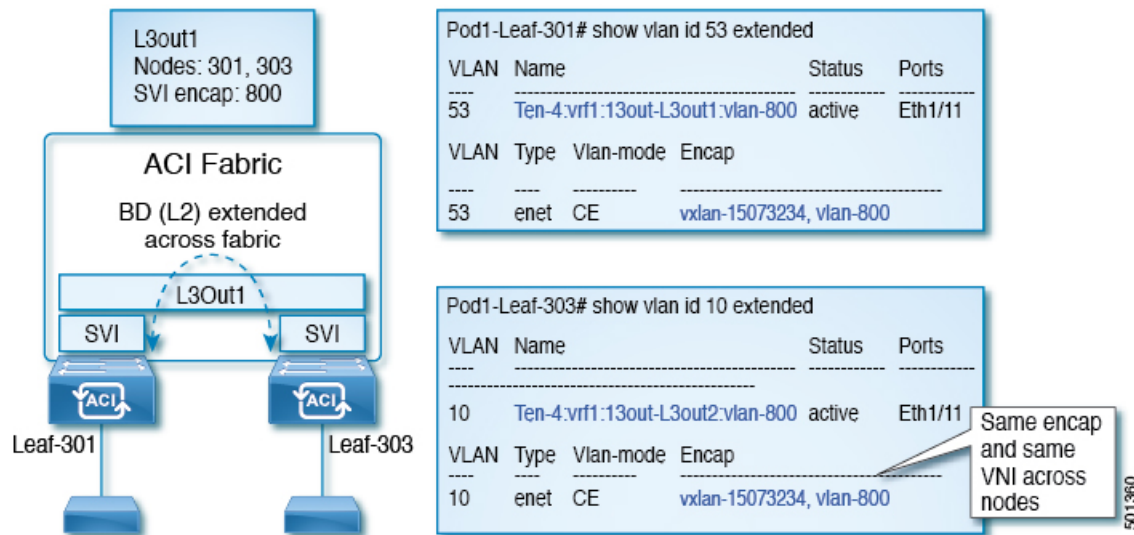 L3out1
Nodes: 301, 303
SVI encap: 800
ACI Fabric
BD (L2) extended
across fabric
L3Out1
SVI
SVI
ACI
ACI
Leaf-301
Leaf-303
Pod1-Leaf-301# show vlan id 53 extended
VLAN Name Status Ports
---- ---------------------------------------- ------------ ------------
53 Ten-4:vrf1:13out-L3out1:vlan-800 active Eth1/11
VLAN Type Vlan-mode Encap
---- ---- ---------- ----------------------------------------
53 enet CE vxlan-15073234, vlan-800
Pod1-Leaf-303# show vlan id 10 extended
VLAN Name Status Ports
---- ---------------------------------------- ------------ ------------
--------------------------------------------
10 Ten-4:vrf1:13out-L3out2:vlan-800 active Eth1/11
VLAN Type Vlan-mode Encap
---- ---- ---------- ----------------------------------------
10 enet CE vxlan-15073234, vlan-800
Same encap
and same
VNI across
nodes
501360